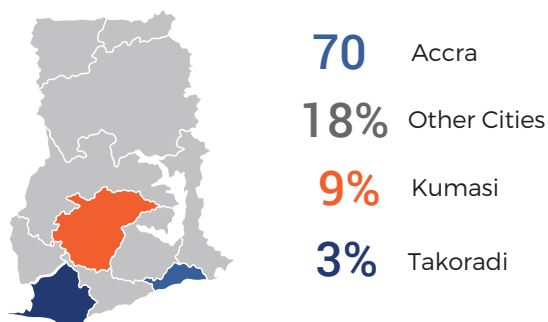 70 Accra
18% Other Cities
9% Kumasi
3% Takoradi